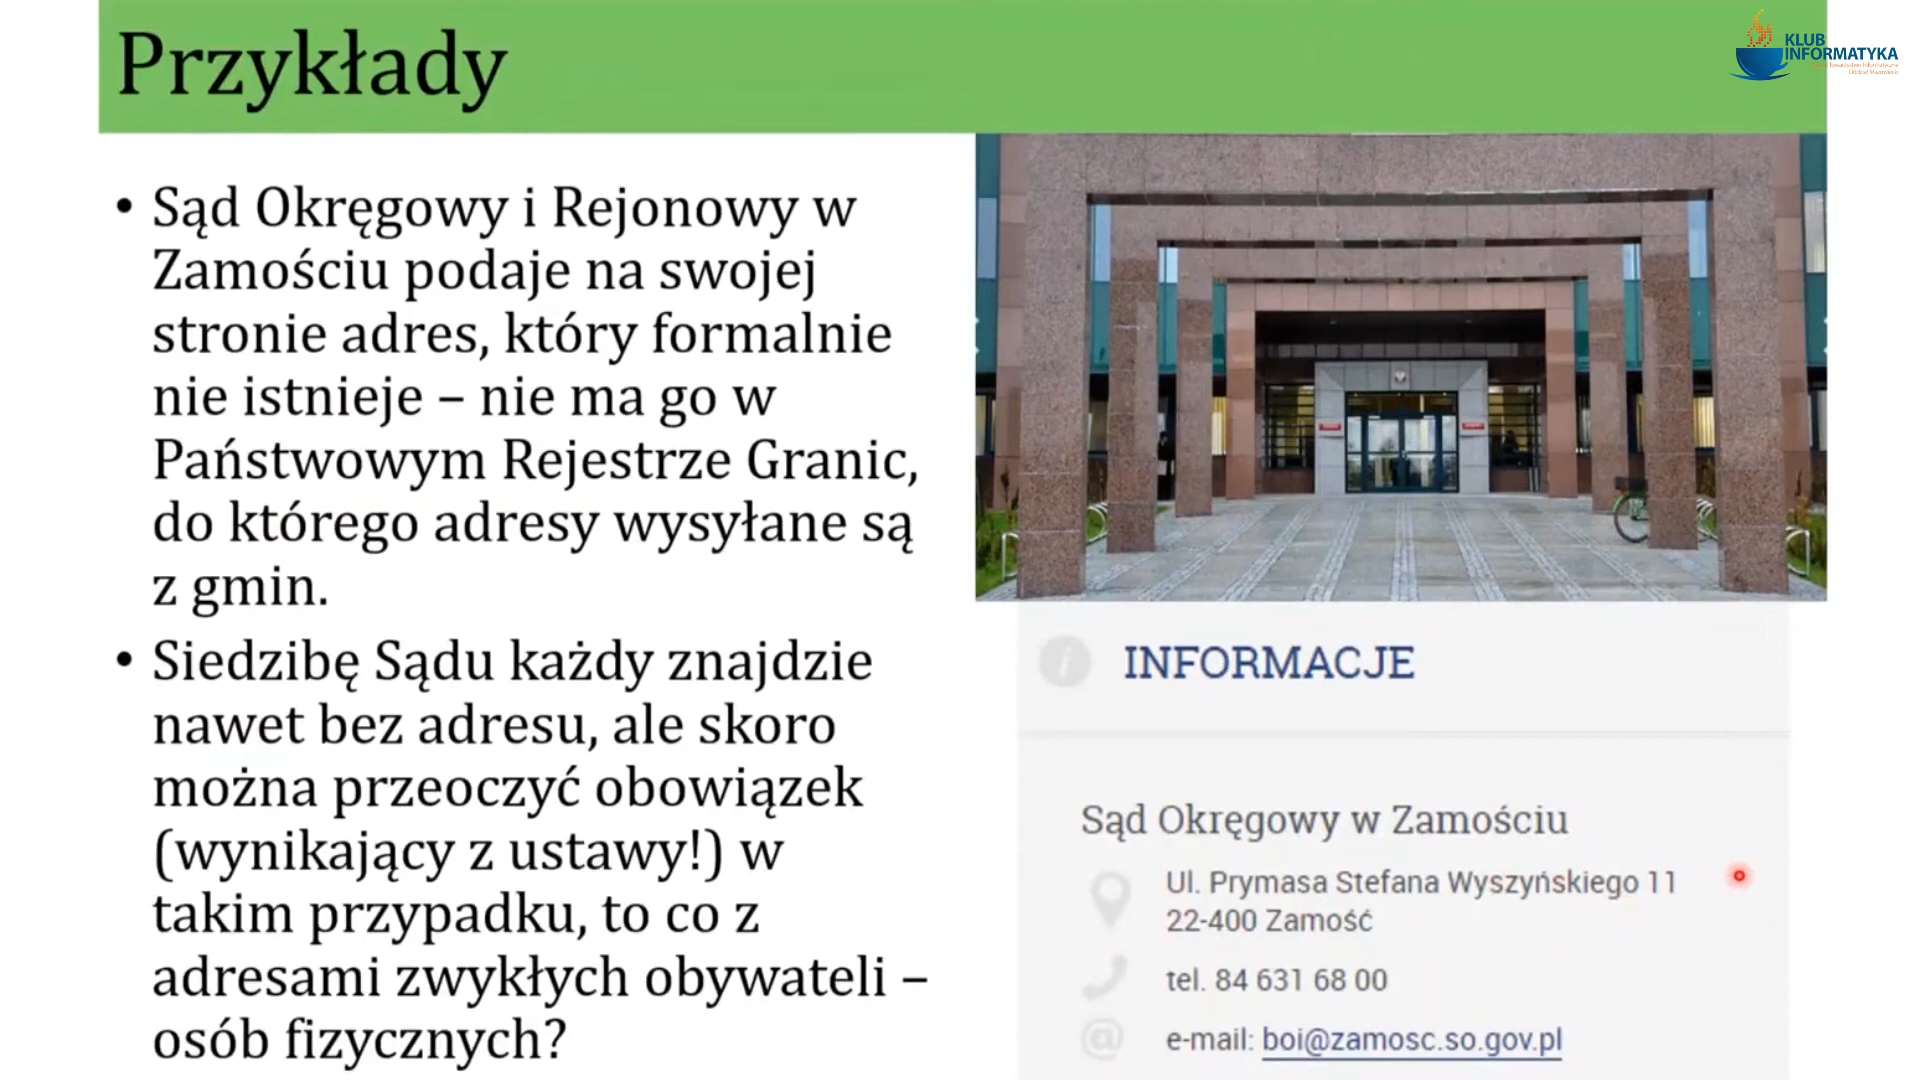 Przykłady
KLUB
INFORMATYKA
• Sąd Okręgowy i Rejonowy w
Zamościu podaje na swojej
stronie adres, który formalnie
nie istnieje – nie ma go w
Państwowym Rejestrze Granic,
do którego adresy wysyłane są
z gmin.
• Siedzibę Sądu każdy znajdzie
nawet bez adresu, ale skoro
można przeoczyć obowiązek
(wynikający z ustawy!) w
takim przypadku, to co z
adresami zwykłych obywateli –
osób fizycznych?
INFORMACJE
Sąd Okręgowy w Zamościu
Ul. Prymasa Stefana Wyszyńskiego 11
22-400 Zamość
tel. 84 631 68 00
e-mail: boi@zamosc.so.gov.pl